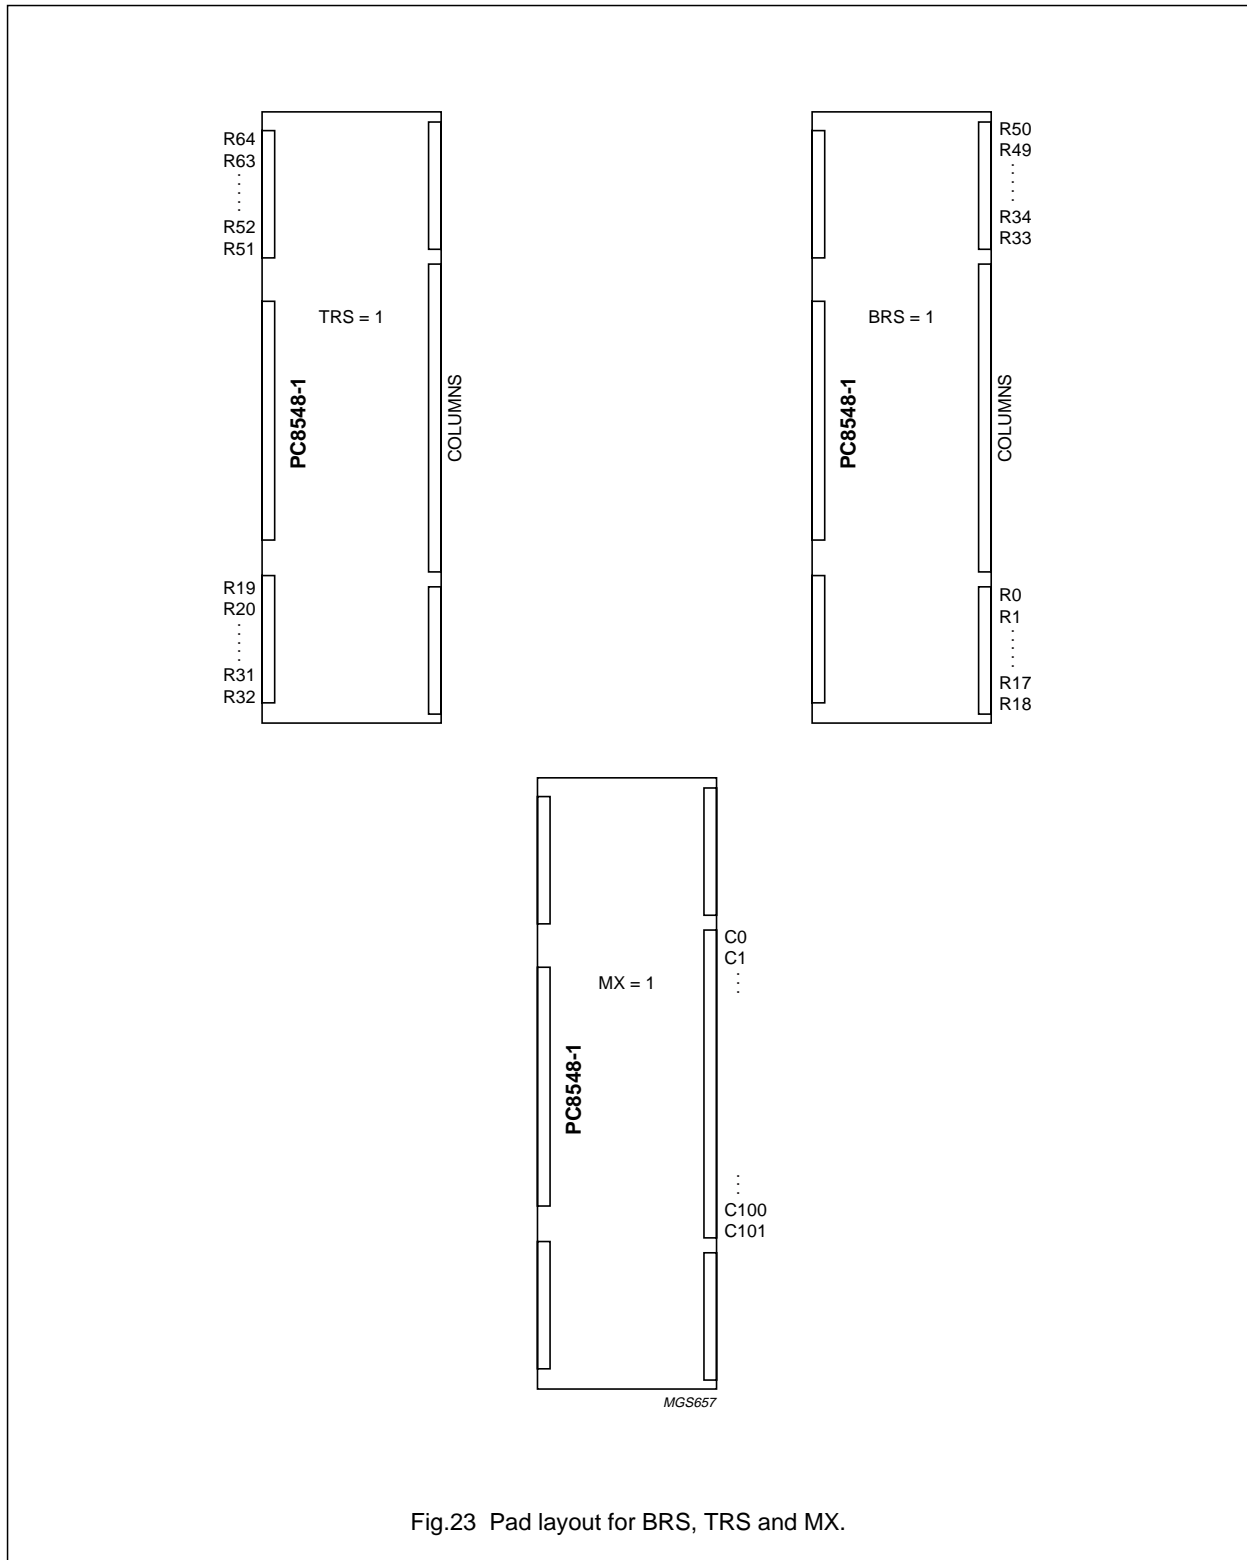 R64
R63
R52
R51
TRS = 1
PC8548-1
COLUMNS
R19
R20
R31
R32
R50
R49
R34
R33
BRS = 1
PC8548-1
COLUMNS
R0
R1
R17
R18
C0
C1
MX = 1
PC8548-1
C100
C101
MGS657
Fig.23 Pad layout for BRS, TRS and MX.